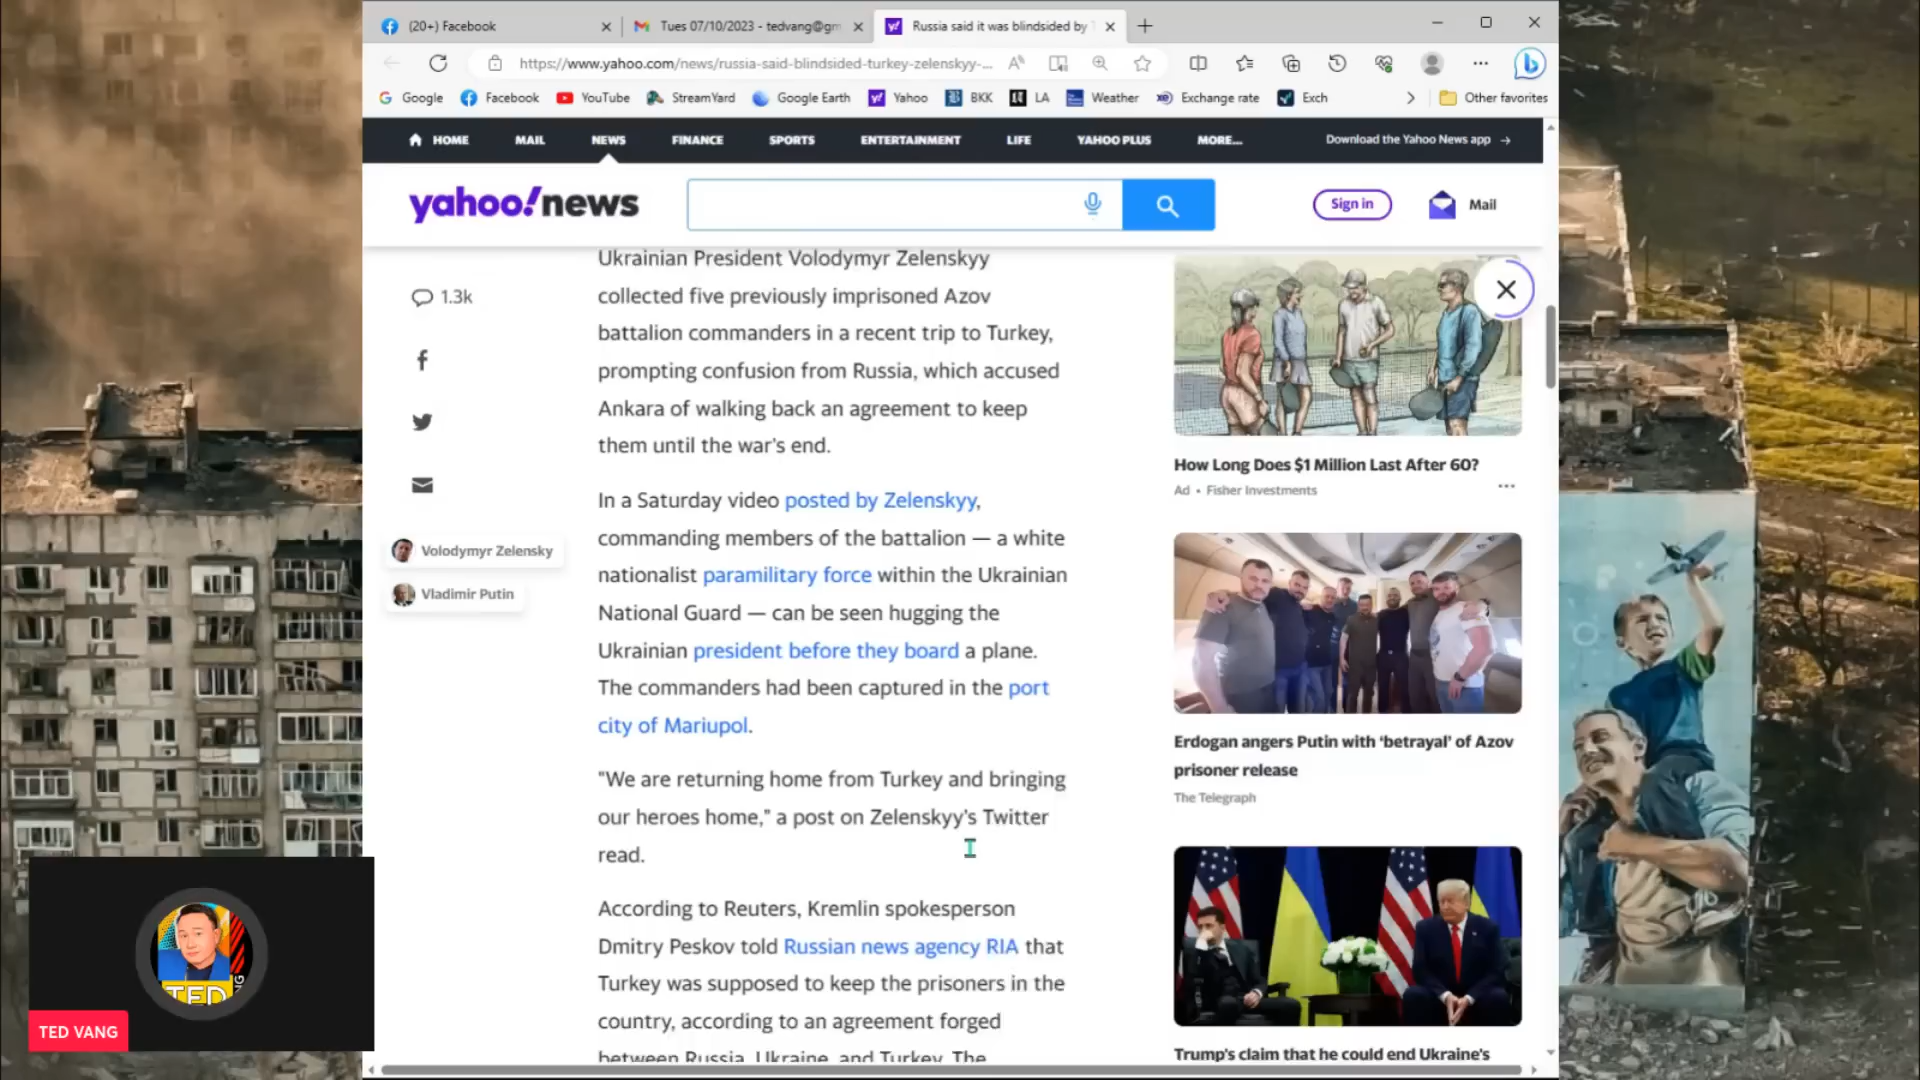 (20+) Facebook
Tues 07/10/2023 - tedvang@gm
Russia said it was blindsided by
https://www.yahoo.com/news/russia-said-blindsided-turkey-zelenskyy-...
Google
Facebook
YouTube
StreamYard
Google Earth
Yahoo
BKK
LA
Weather
Exchange rate
Exch
Other favorites
HOME
MAIL
NEWS
FINANCE
SPORTS
ENTERTAINMENT
LIFE
YAHOO PLUS
MORE...
Download the Yahoo News app →
yahoo!news
Sign in
Mail
1.3k
Volodymyr Zelensky
Vladimir Putin
Ukrainian President Volodymyr Zelenskyy
collected five previously imprisoned Azov
battalion commanders in a recent trip to Turkey,
prompting confusion from Russia, which accused
Ankara of walking back an agreement to keep
them until the war's end.
In a Saturday video posted by Zelenskyy,
commanding members of the battalion — a white
nationalist paramilitary force within the Ukrainian
National Guard — can be seen hugging the
Ukrainian president before they board a plane.
The commanders had been captured in the port
city of Mariupol.
"We are returning home from Turkey and bringing
our heroes home," a post on Zelenskyy's Twitter
read.
According to Reuters, Kremlin spokesperson
Dmitry Peskov told Russian news agency RIA that
Turkey was supposed to keep the prisoners in the
country, according to an agreement forged
between Russia, Ukraine, and Turkey. The
How Long Does $1 Million Last After 60?
Ad • Fisher Investments
Erdogan angers Putin with ‘betrayal’ of Azov
prisoner release
The Telegraph
Trump's claim that he could end Ukraine's
TED
TED VANG